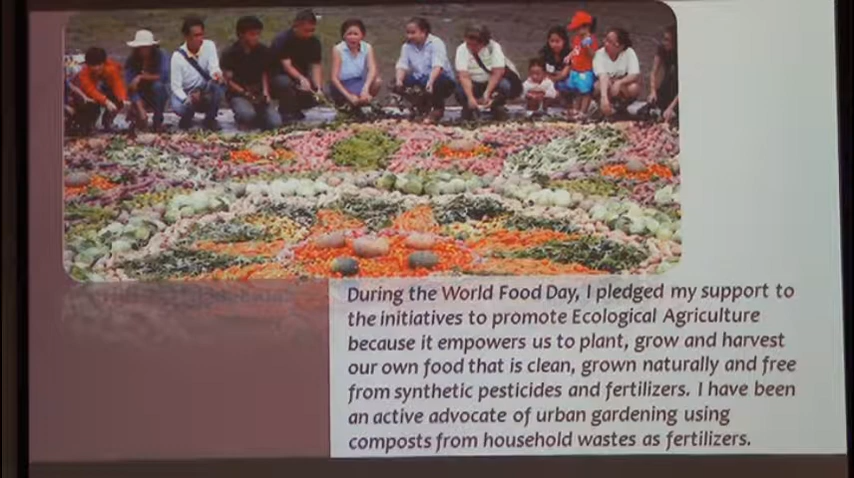 During the World Food Day, I pledged my support to
the initiatives to promote Ecological Agriculture
because it empowers us to plant, grow and harvest
our own food that is clean, grown naturally and free
from synthetic pesticides and fertilizers. I have been
an active advocate of urban gardening using
composts from household wastes as fertilizers.